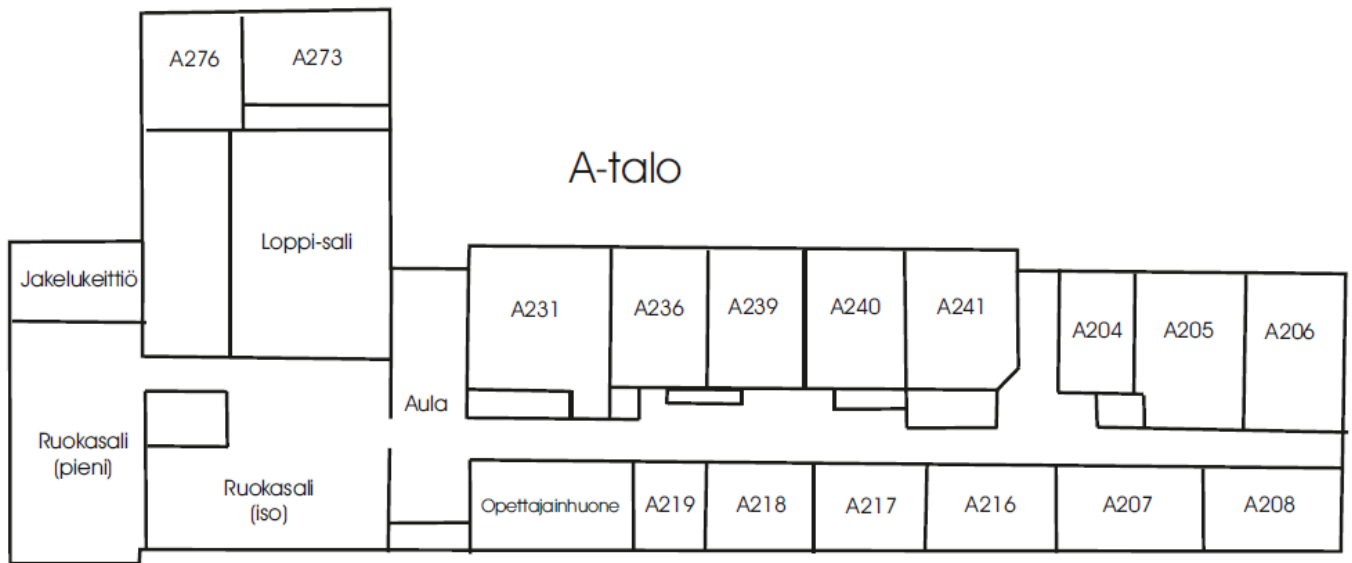 A276
A273
A-talo
Loppi-sali
Jakelukeittiö
A231
A236
A239
A240
A241
A204
A205
A206
Aula
Ruokasali
(pieni)
Ruokasali
(iso)
Opettajainhuone
A219
A218
A217
A216
A207
A208